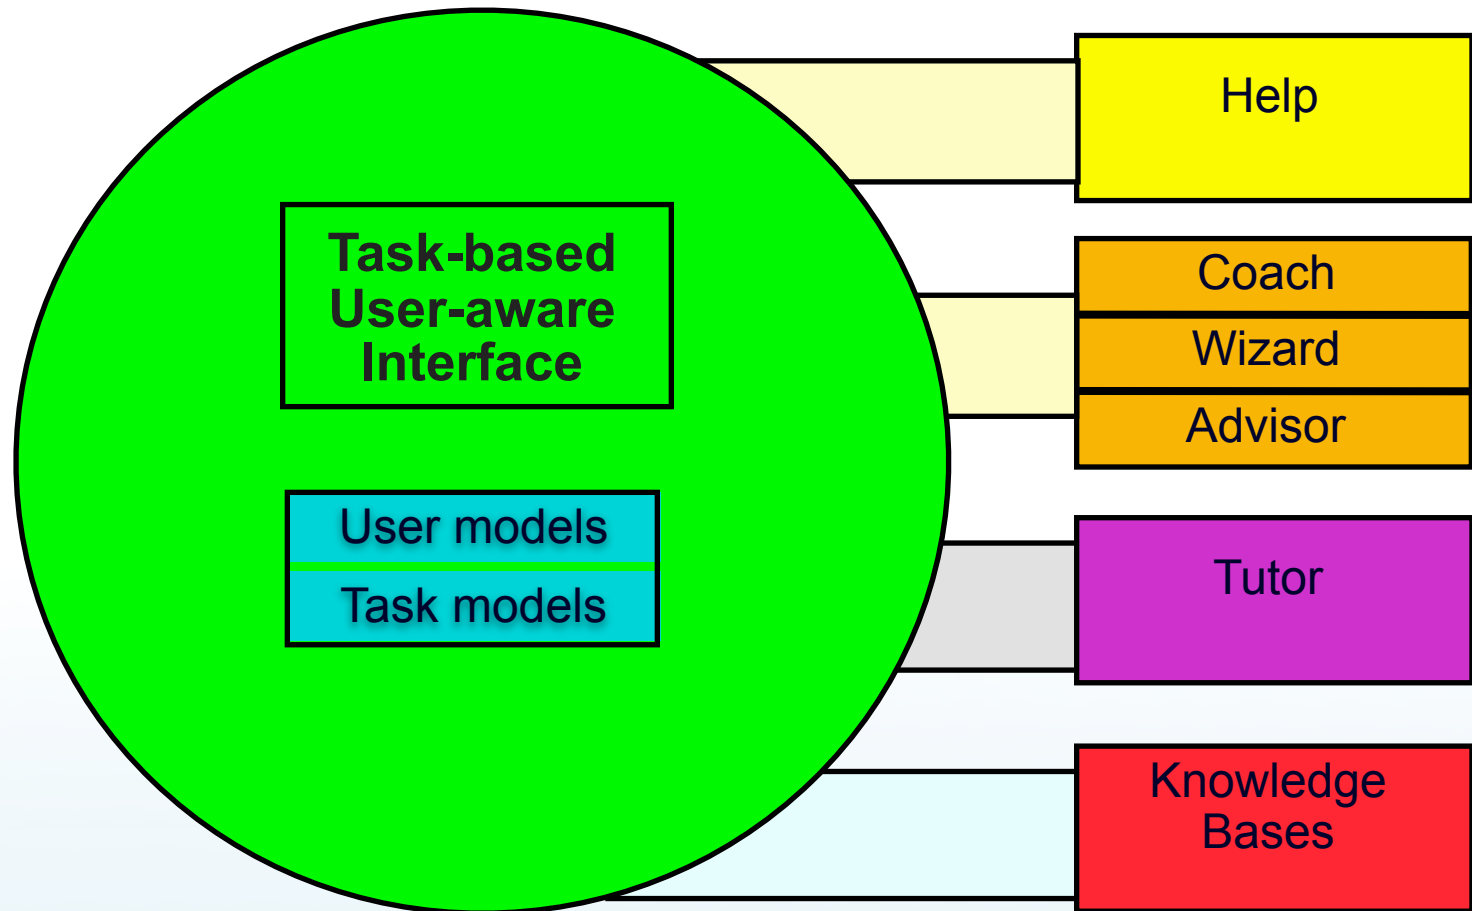 Task-based
User-aware
Interface
User models
Task models
Help
Coach
Wizard
Advisor
Tutor
Knowledge
Bases